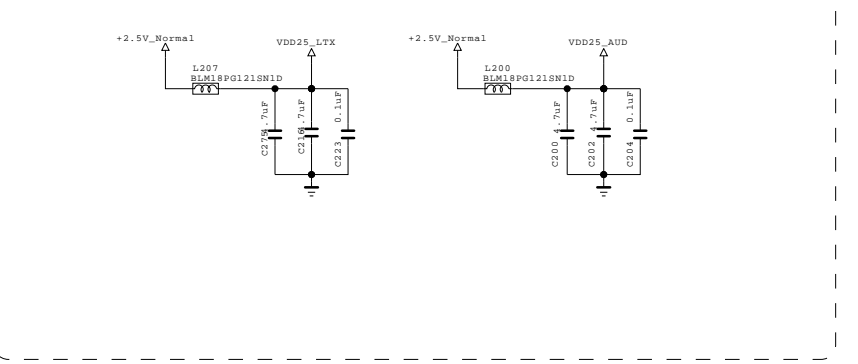 +2.5V_Normal
VDD25_LTX
L207
BLM18PG121SN1D
C275
4.7uF
C216
4.7uF
C223
0.1uF
+2.5V_Normal
VDD25_AUD
L200
BLM18PG121SN1D
C200
4.7uF
C202
4.7uF
C204
0.1uF